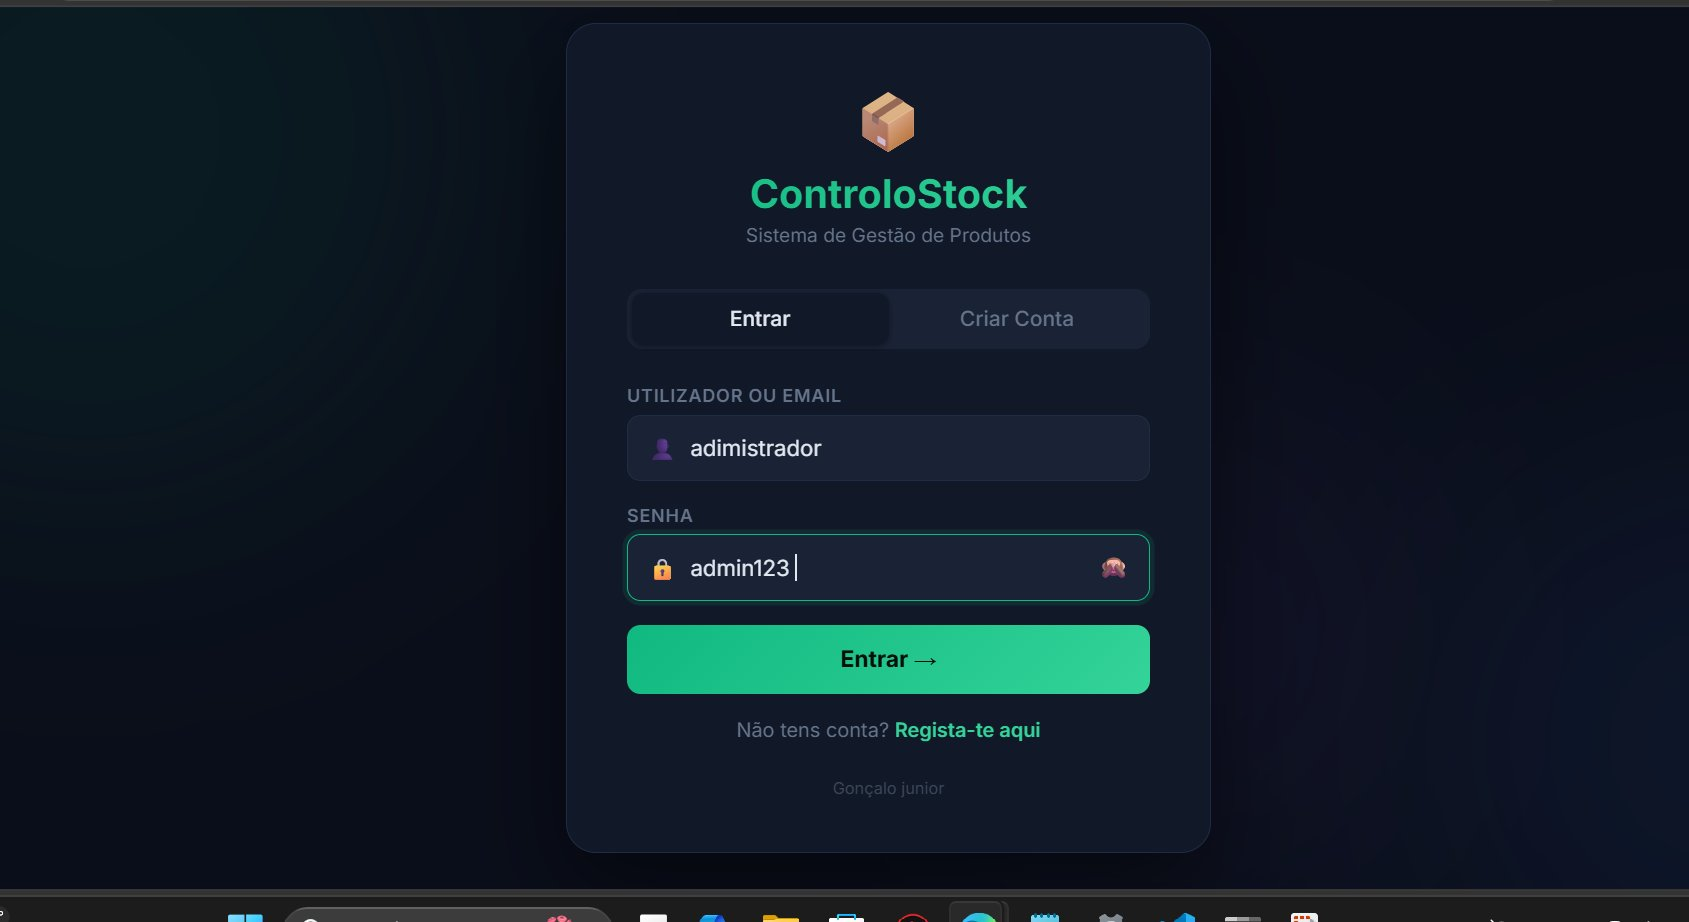 ControloStock
Sistema de Gestão de Produtos
Entrar
Criar Conta
UTILIZADOR OU EMAIL
adimistrador
SENHA
admin123
Entrar →
Não tens conta? Regista-te aqui
Gonçalo junior